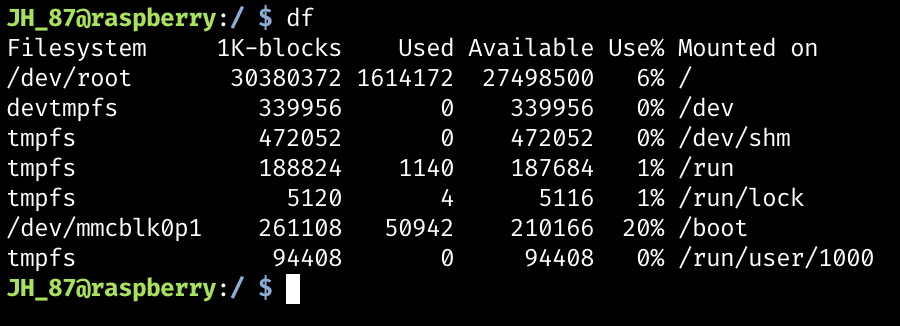 JH_87@raspberry:/ $ df
Filesystem     1K-blocks    Used Available Use% Mounted on
/dev/root       30380372 1614172  27498500   6% /
devtmpfs          339956       0    339956   0% /dev
tmpfs             472052       0    472052   0% /dev/shm
tmpfs             188824    1140    187684   1% /run
tmpfs               5120       4      5116   1% /run/lock
/dev/mmcblk0p1    261108   50942    210166  20% /boot
tmpfs              94408       0     94408   0% /run/user/1000
JH_87@raspberry:/ $